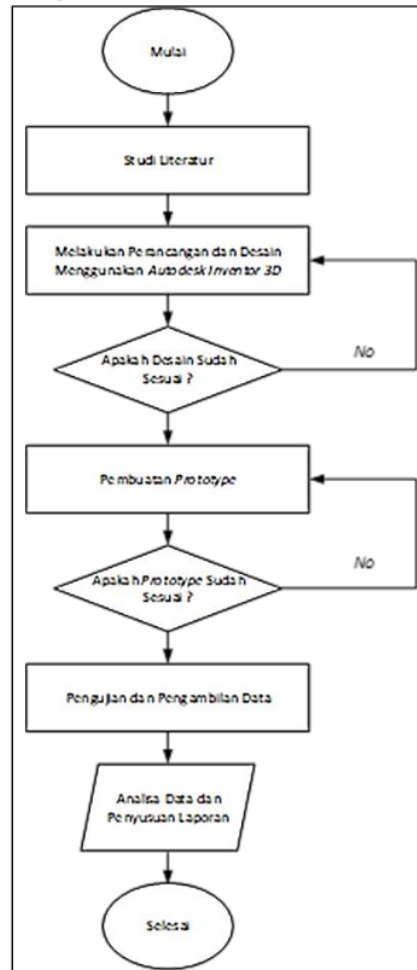 Mulai
Studi Literatur
Melakukan Perancangan dan Desain
Menggunakan Autodesk Inventor 3D
Apakah Desain Sudah
Sesuai ?
No
Pembuatan Prototype
Apakah Prototype Sudah
Sesuai ?
No
Pengujian dan Pengambilan Data
Analisa Data dan
Penyusuan Laporan
Selesai